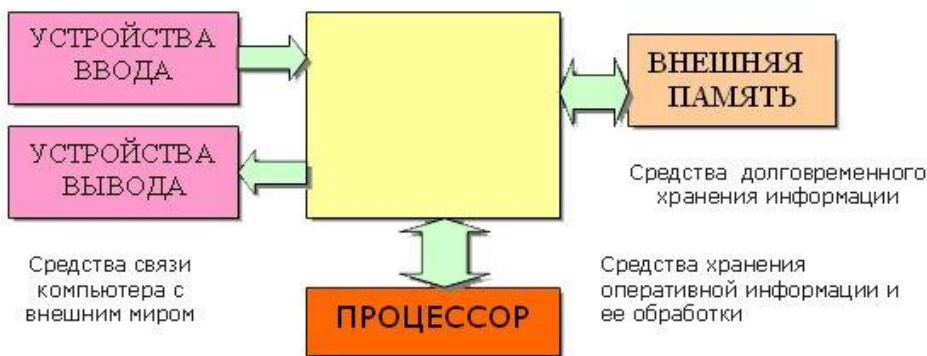 УСТРОЙСТВА
ВВОДА
ВНЕШНЯЯ
ПАМЯТЬ
УСТРОЙСТВА
ВЫВОДА
Средства долговременного
хранения информации
Средства связи
компьютера с
внешним миром
ПРОЦЕССОР
Средства хранения
оперативной информации и
ее обработки